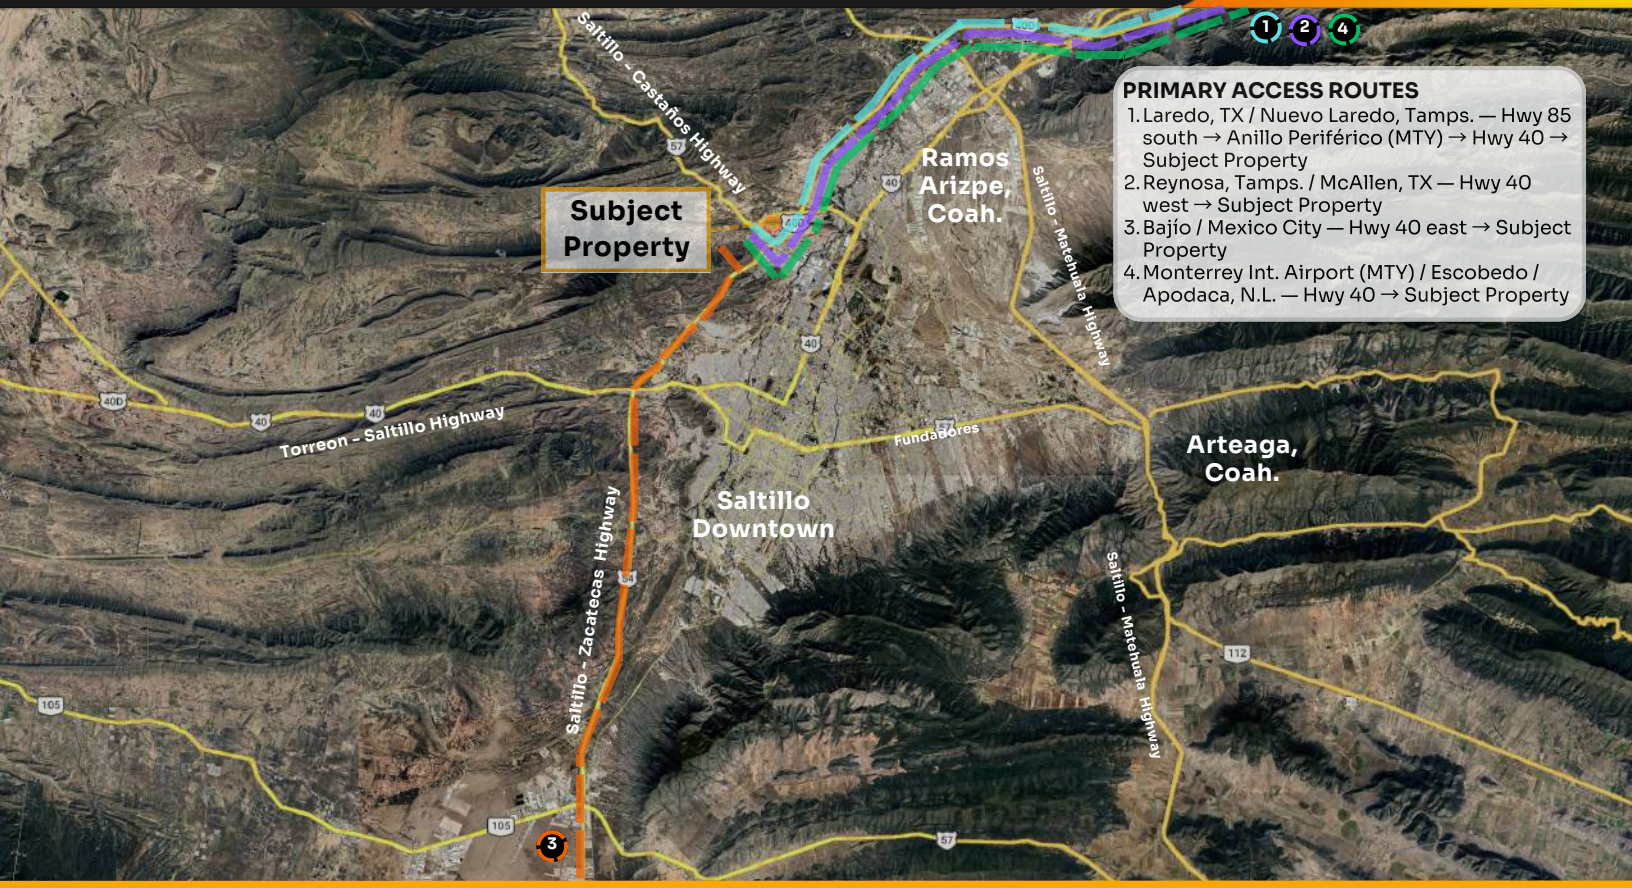 40D
1 2 4
Saltillo - Castaños Highway
PRIMARY ACCESS ROUTES
1. Laredo, TX / Nuevo Laredo, Tamps. — Hwy 85
south → Anillo Periférico (MTY) → Hwy 40 →
Subject Property
2. Reynosa, Tamps. / McAllen, TX — Hwy 40
west → Subject Property
3. Bajío / Mexico City — Hwy 40 east → Subject
Property
4. Monterrey Int. Airport (MTY) / Escobedo /
Apodaca, N.L. — Hwy 40 → Subject Property
57
Ramos
Arizpe,
Coah.
40
Saltillo - Matehuala Highway
Subject
Property
40D
40
40D
40
40
Torreon - Saltillo Highway
57
Fundadores
Arteaga,
Coah.
Saltillo
Downtown
Saltillo - Zacatecas Highway
54
Saltillo - Matehuala Highway
112
105
105
3
57